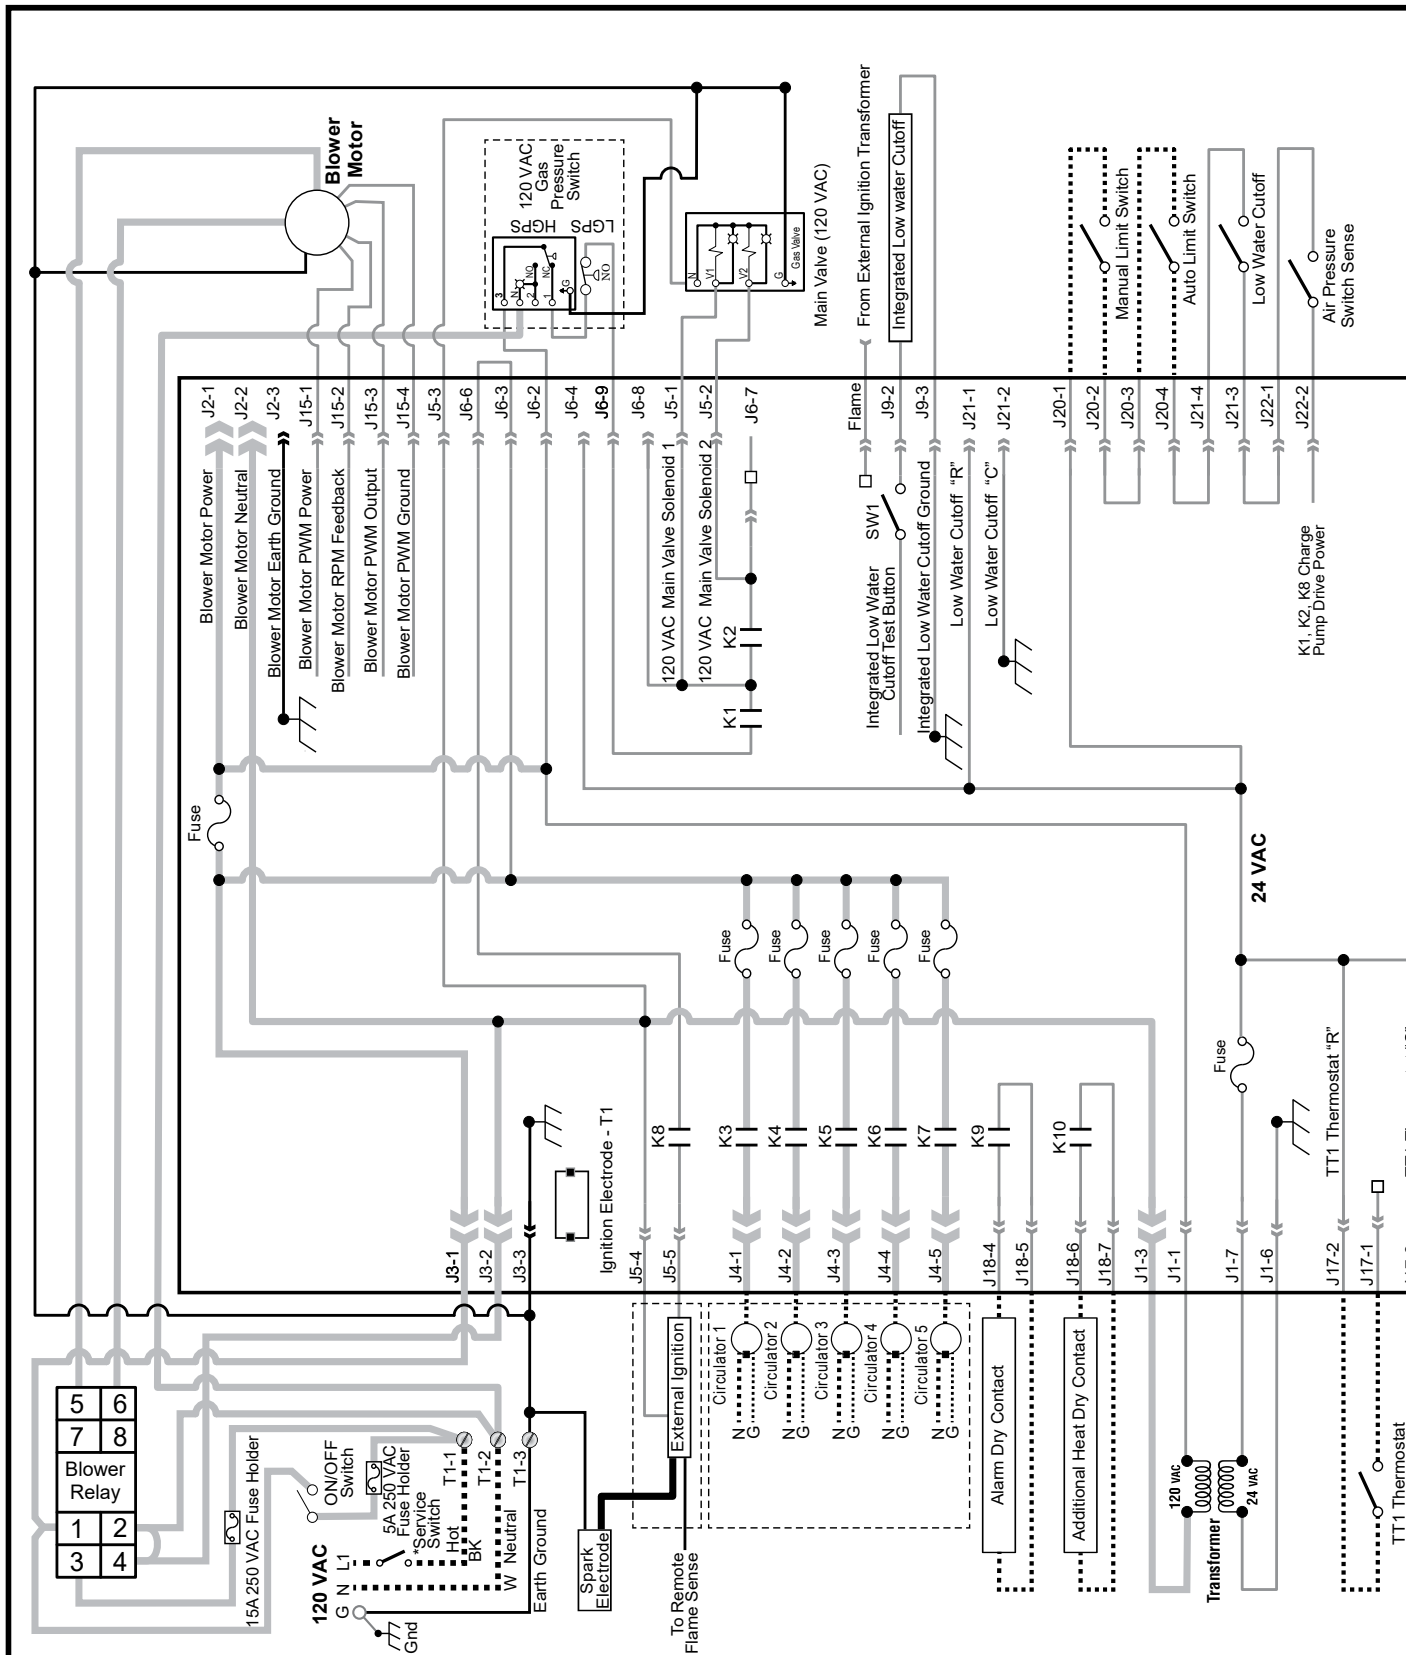 Blower
Motor
120 VAC
Gas
Pressure
Switch
HGPS
LGPS
3
N
2
1
G
NO
NC
NO
N
V1
V2
G
Gas Valve
Main Valve (120 VAC)
From External Ignition Transformer
Integrated Low water Cutoff
Manual Limit Switch
Auto Limit Switch
Low Water Cutoff
Air Pressure
Switch Sense
J2-1
J2-2
J2-3
J15-1
J15-2
J15-3
J15-4
J5-3
J6-6
J6-3
J6-2
J6-4
J6-9
J6-8
J5-1
J5-2
J6-7
Flame
J9-2
J9-3
J21-1
J21-2
J20-1
J20-2
J20-3
J20-4
J21-4
J21-3
J22-1
J22-2
Blower Motor Power
Blower Motor Neutral
Blower Motor Earth Ground
Blower Motor PWM Power
Blower Motor RPM Feedback
Blower Motor PWM Output
Blower Motor PWM Ground
120 VAC Main Valve Solenoid 1
120 VAC Main Valve Solenoid 2
K1
K2
SW1
Integrated Low Water
Cutoff Test Button
Integrated Low Water Cutoff Ground
Low Water Cutoff "R"
Low Water Cutoff "C"
K1, K2, K8 Charge
Pump Drive Power
Fuse
24 VAC
Fuse
Fuse
Fuse
Fuse
Fuse
Fuse
Ignition Electrode - T1
K8
K3
K4
K5
K6
K7
K9
K10
TT1 Thermostat "R"
J3-1
J3-2
J3-3
J5-4
J5-5
J4-1
J4-2
J4-3
J4-4
J4-5
J18-4
J18-5
J18-6
J18-7
J1-3
J1-1
J1-7
J1-6
J17-2
J17-1
5 6
7 8
Blower
Relay
1 2
3 4
15A 250 VAC Fuse Holder
ON/OFF
Switch
5A 250 VAC
Fuse Holder
*Service
Switch
Hot
BK
T1-1
T1-2
T1-3
120 VAC
L1
N
G
W Neutral
Earth Ground
Gnd
Spark
Electrode
External Ignition
To Remote
Flame Sense
Circulator 1
N
G
Circulator 2
N
G
Circulator 3
N
G
Circulator 4
N
G
Circulator 5
N
G
Alarm Dry Contact
Additional Heat Dry Contact
120 VAC
24 VAC
Transformer
TT1 Thermostat